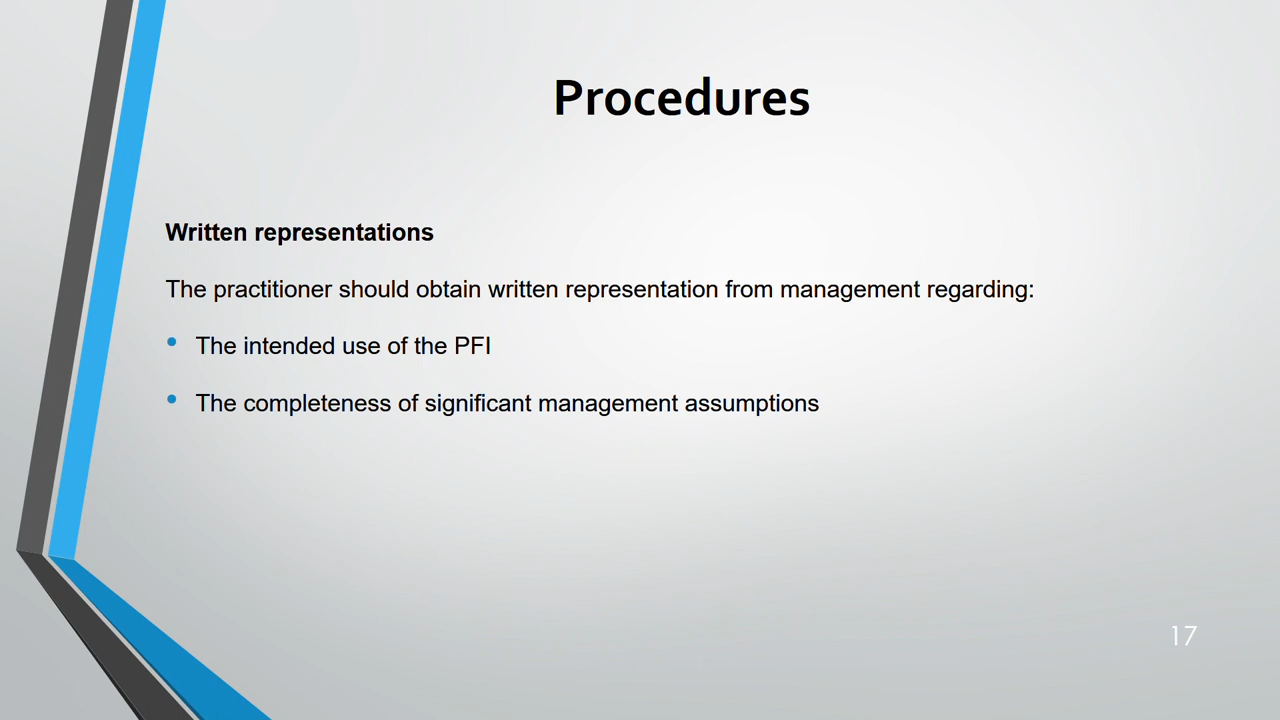 Procedures
Written representations
The practitioner should obtain written representation from management regarding:
• The intended use of the PFI
• The completeness of significant management assumptions
17